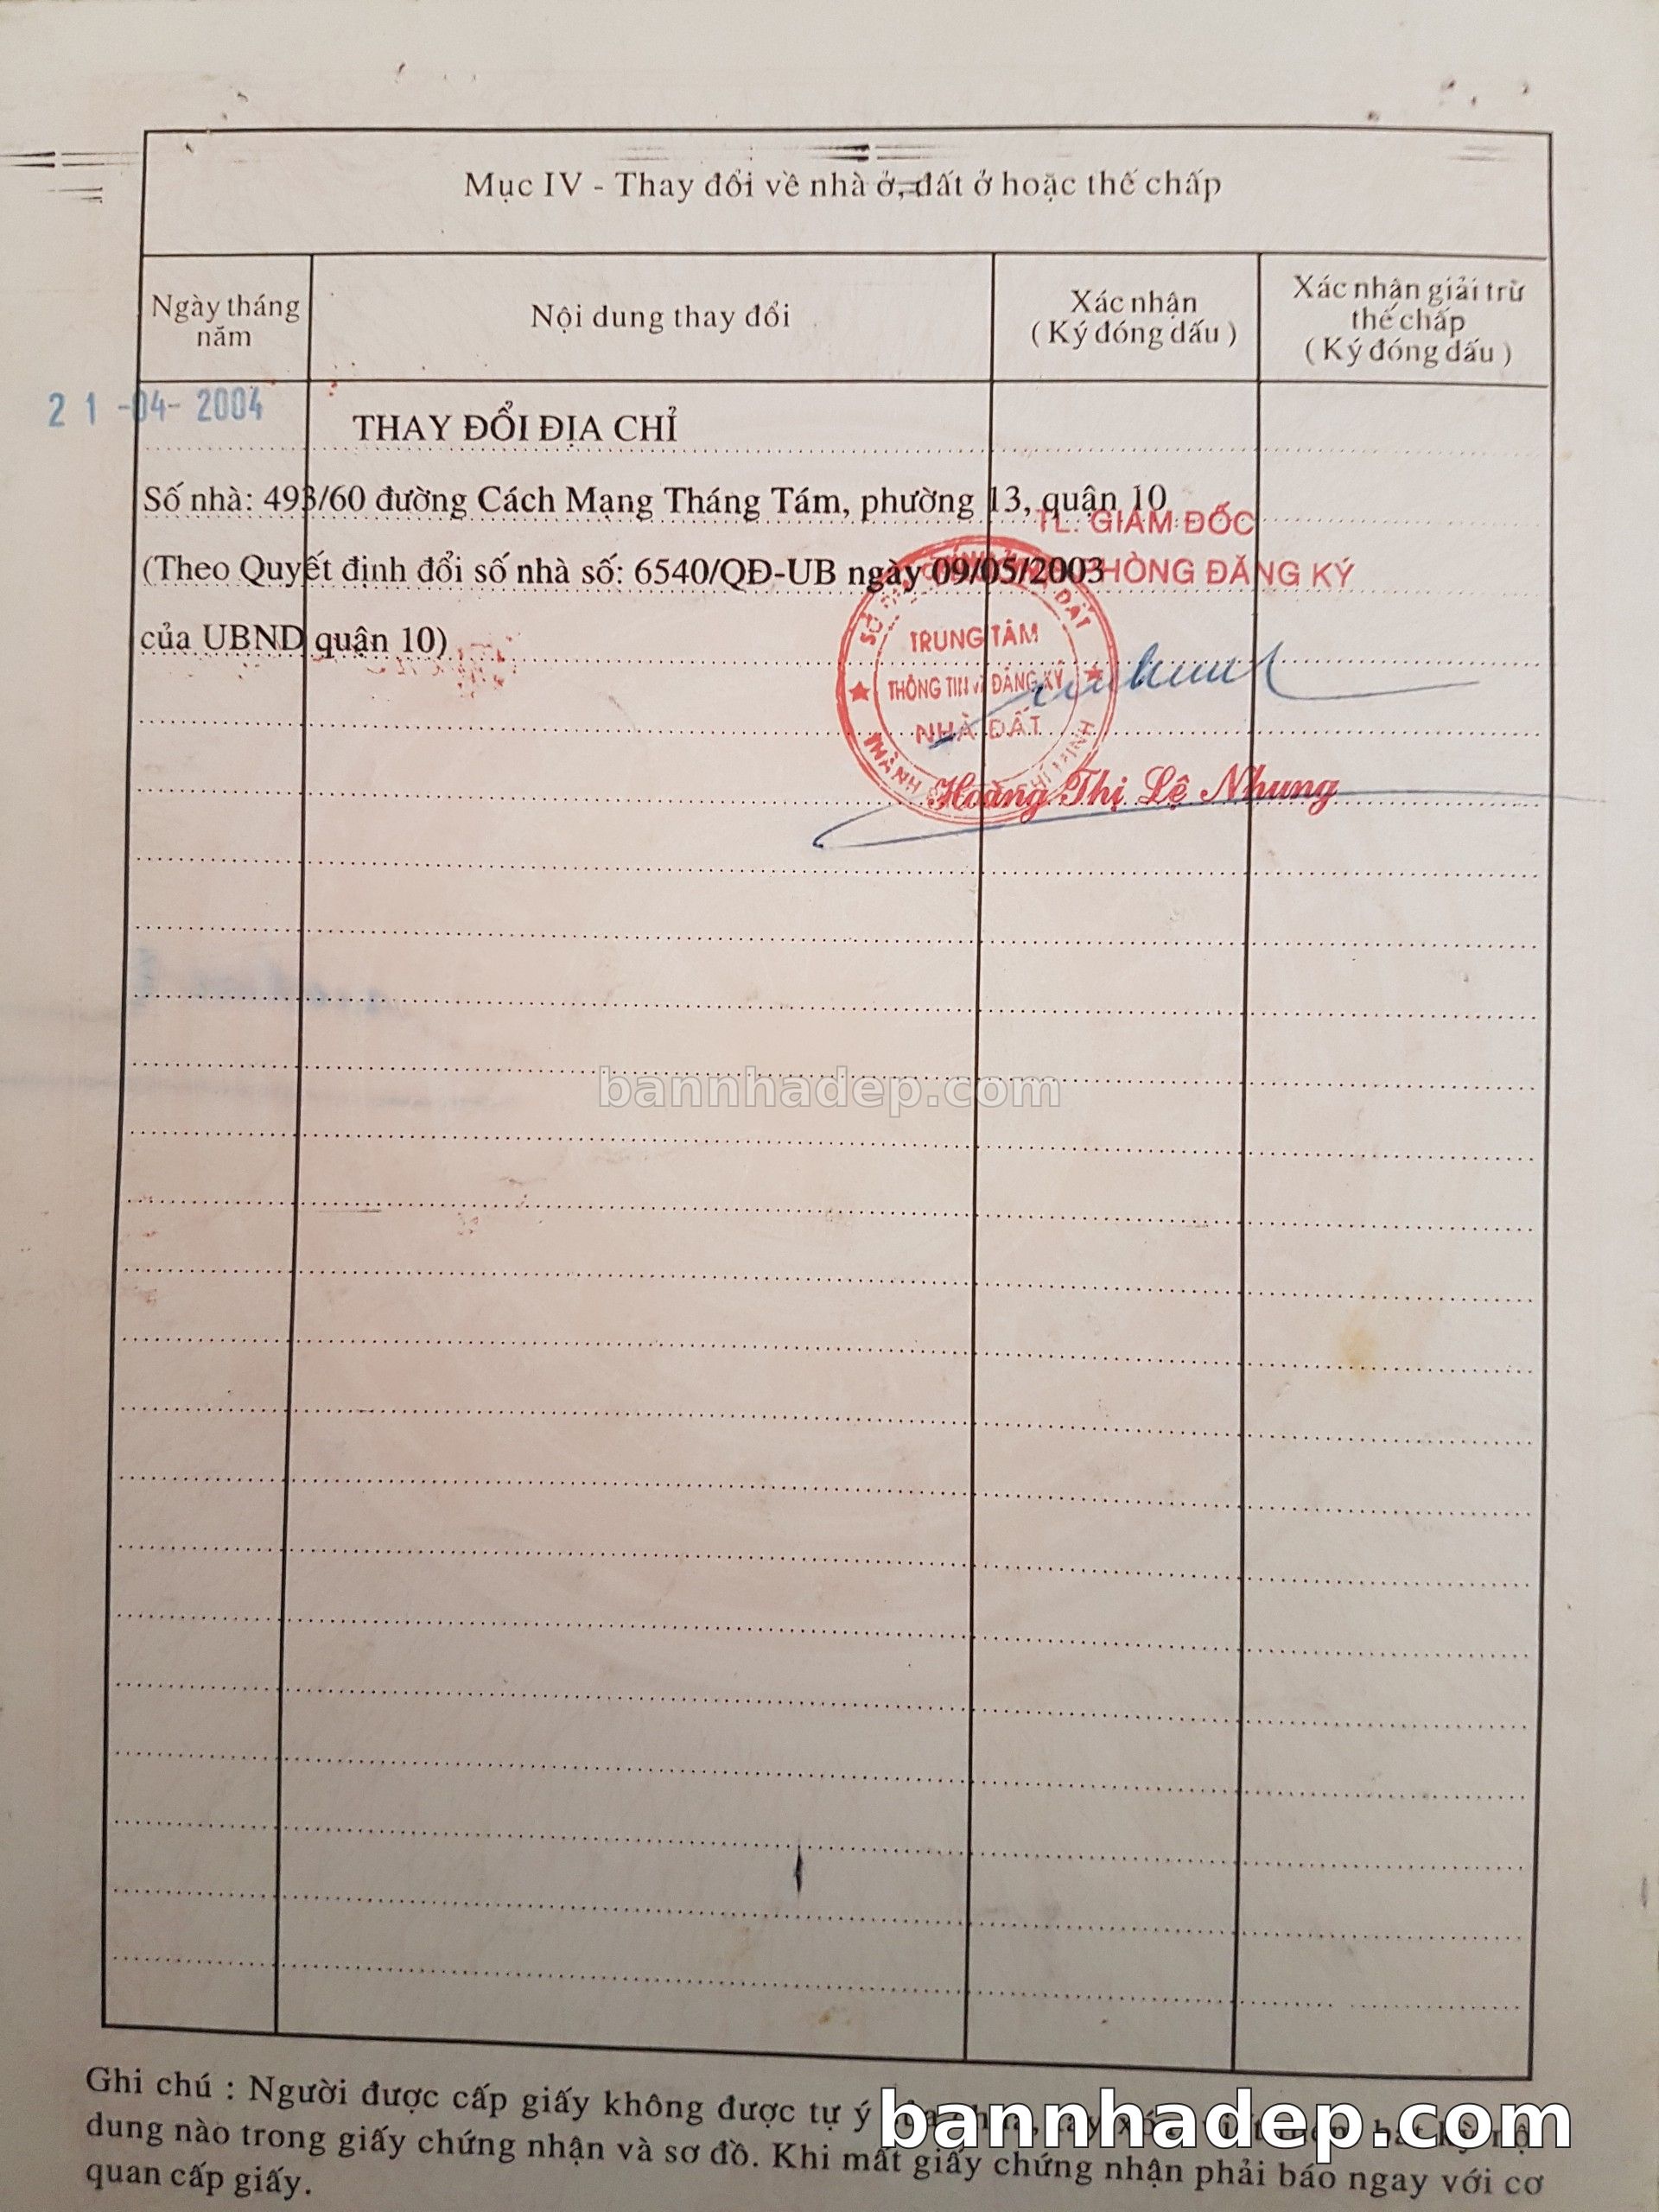 Mục IV - Thay đổi về nhà ở, đất ở hoặc thế chấp
Ngày tháng
năm
Nội dung thay đổi
Xác nhận
( Ký đóng dấu )
Xác nhận giải trừ
thế chấp
( Ký đóng dấu )
21 -04- 2004
THAY ĐỔI ĐỊA CHỈ
Số nhà: 493/60 đường Cách Mạng Tháng Tám, phường 13, quận 10
TL. GIÁM ĐỐC
(Theo Quyết định đổi số nhà số: 6540/QĐ-UB ngày 09/05/2003
PHÒNG ĐĂNG KÝ
của UBND quận 10)
TRUNG TÂM
THÔNG TIN và ĐĂNG KÝ
NHÀ ĐẤT
Hoàng Thị Lệ Nhung
bannhadep.com
Ghi chú : Người được cấp giấy không được tự ý
bannhadep.com
dung nào trong giấy chứng nhận và sơ đồ. Khi mất giấy chứng nhận phải báo ngay với cơ
quan cấp giấy.